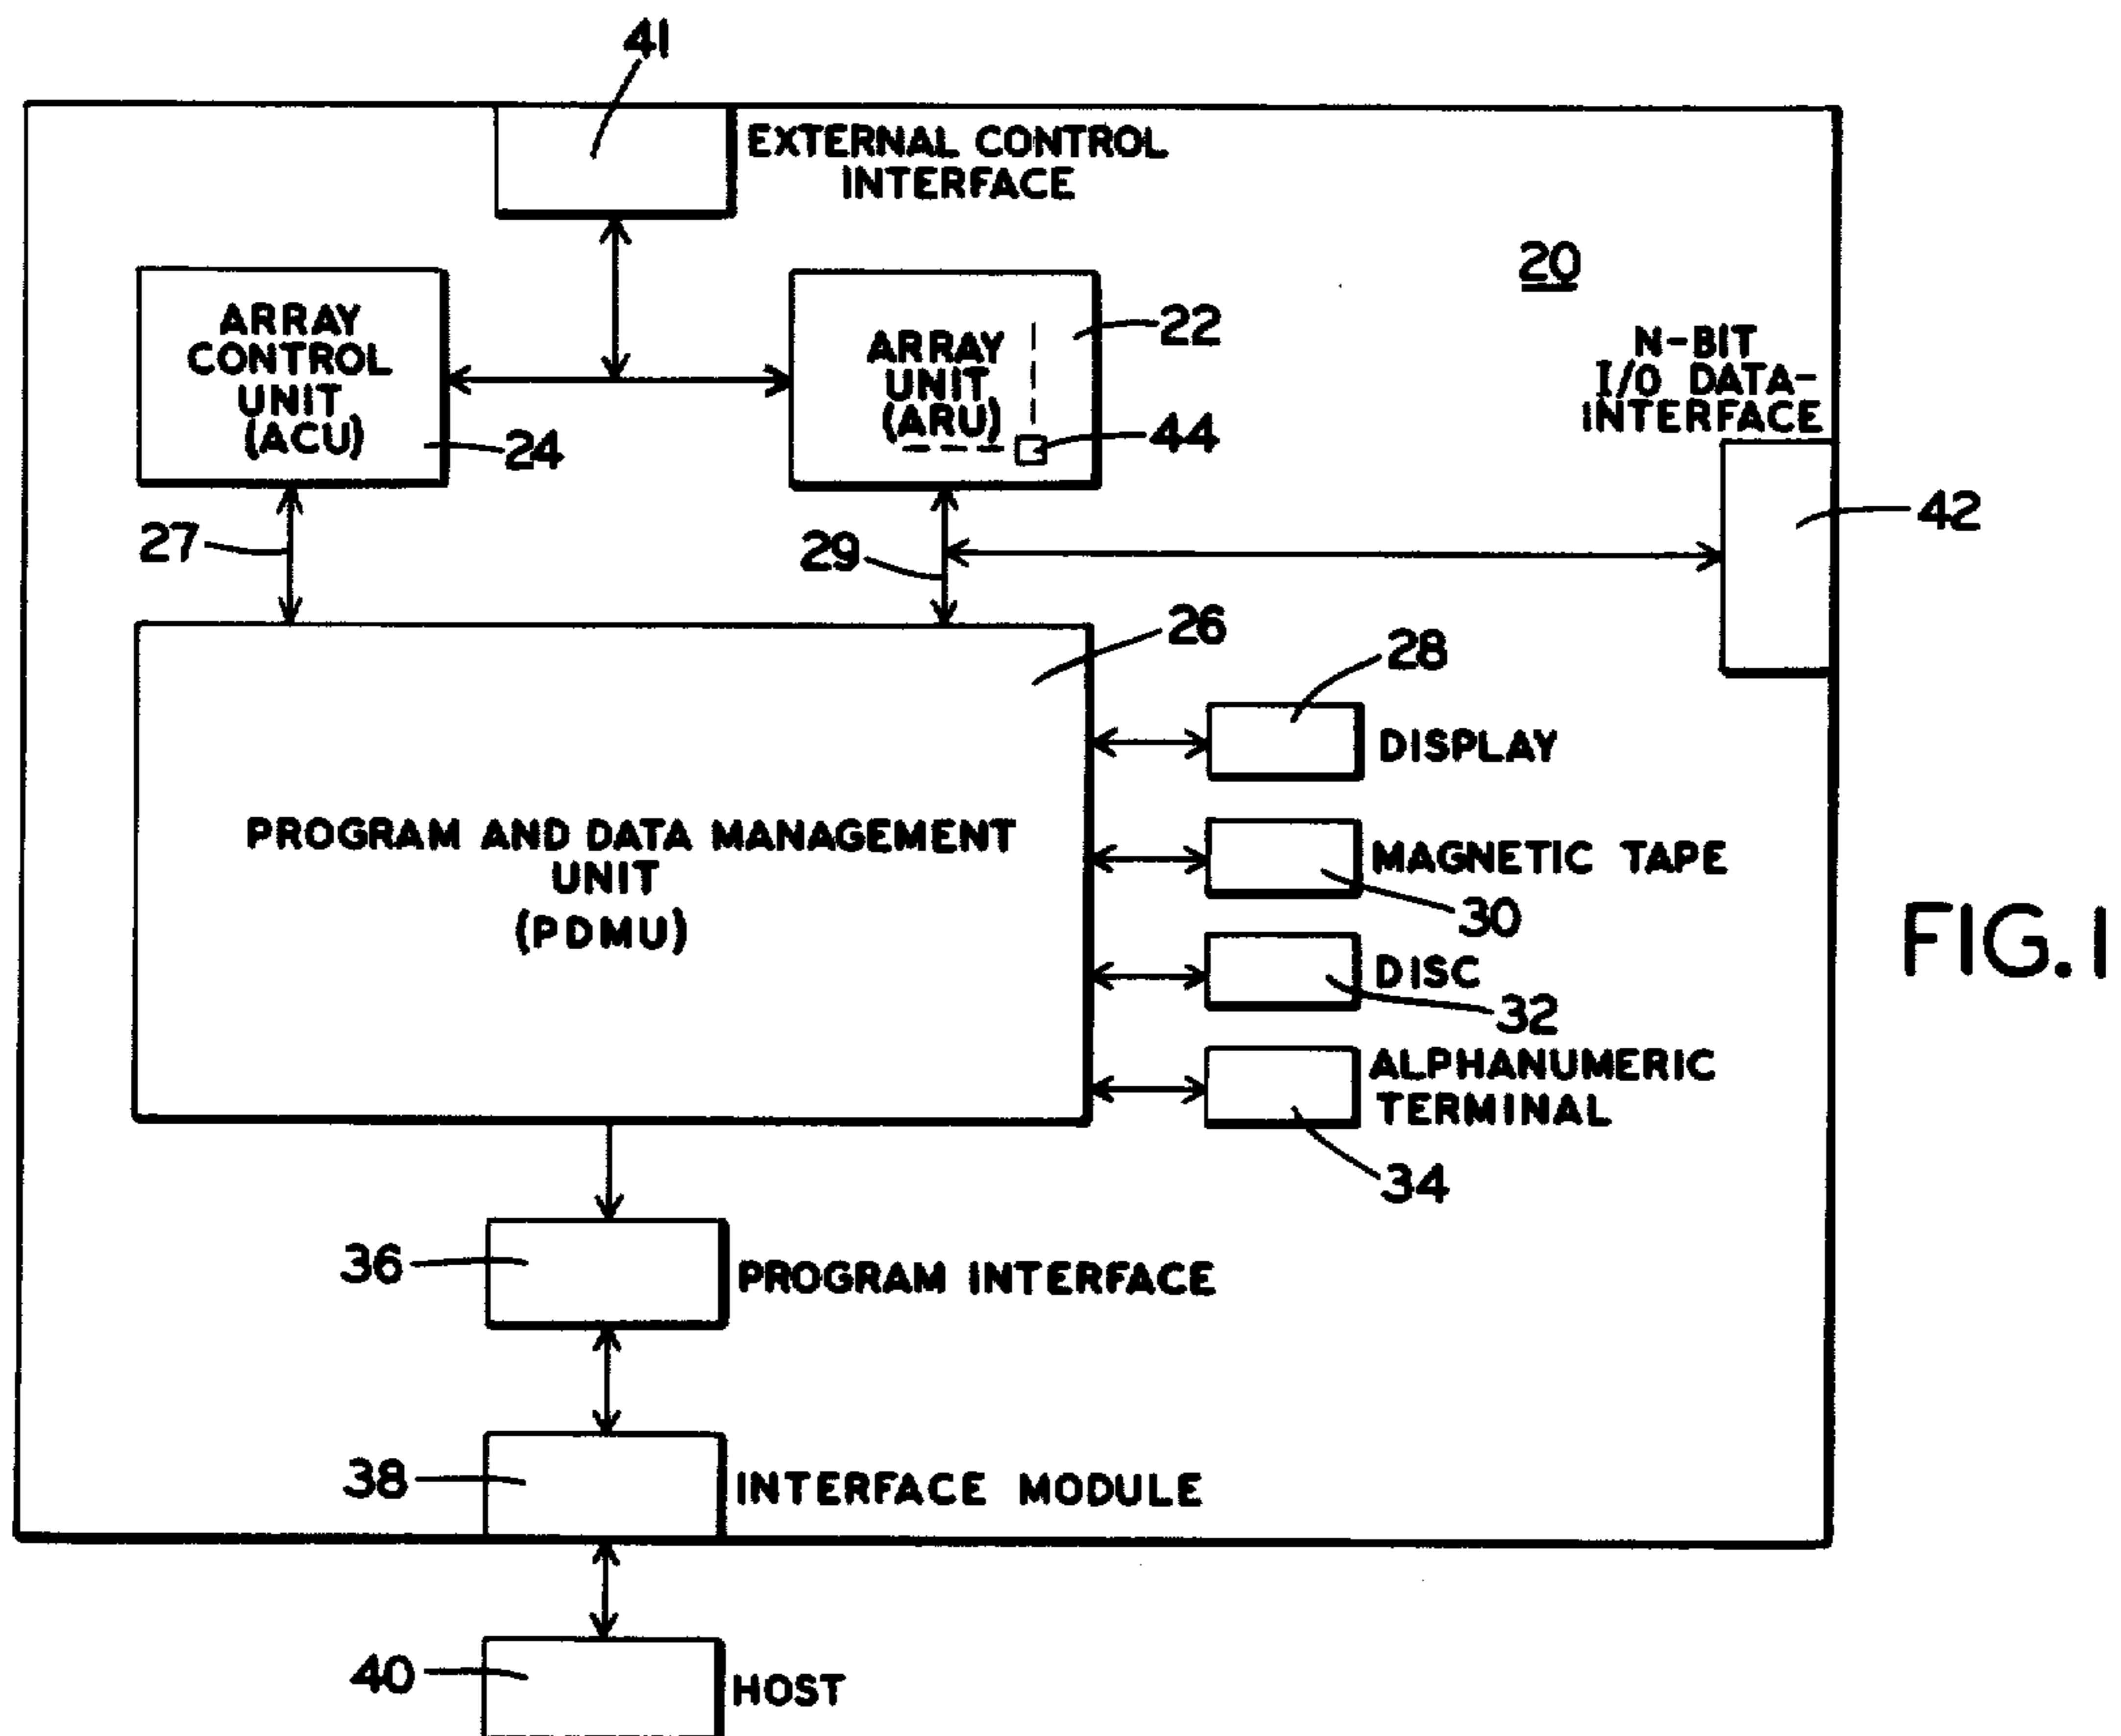 41
EXTERNAL CONTROL
INTERFACE
20
ARRAY
CONTROL
UNIT
(ACU)
24
ARRAY
UNIT
(ARU)
22
44
N-BIT
I/O DATA-
INTERFACE
42
27
29
26
28
DISPLAY
PROGRAM AND DATA MANAGEMENT
UNIT
(PDMU)
MAGNETIC TAPE
30
DISC
32
ALPHANUMERIC
TERMINAL
34
FIG.1
36
PROGRAM INTERFACE
38
INTERFACE MODULE
40
HOST